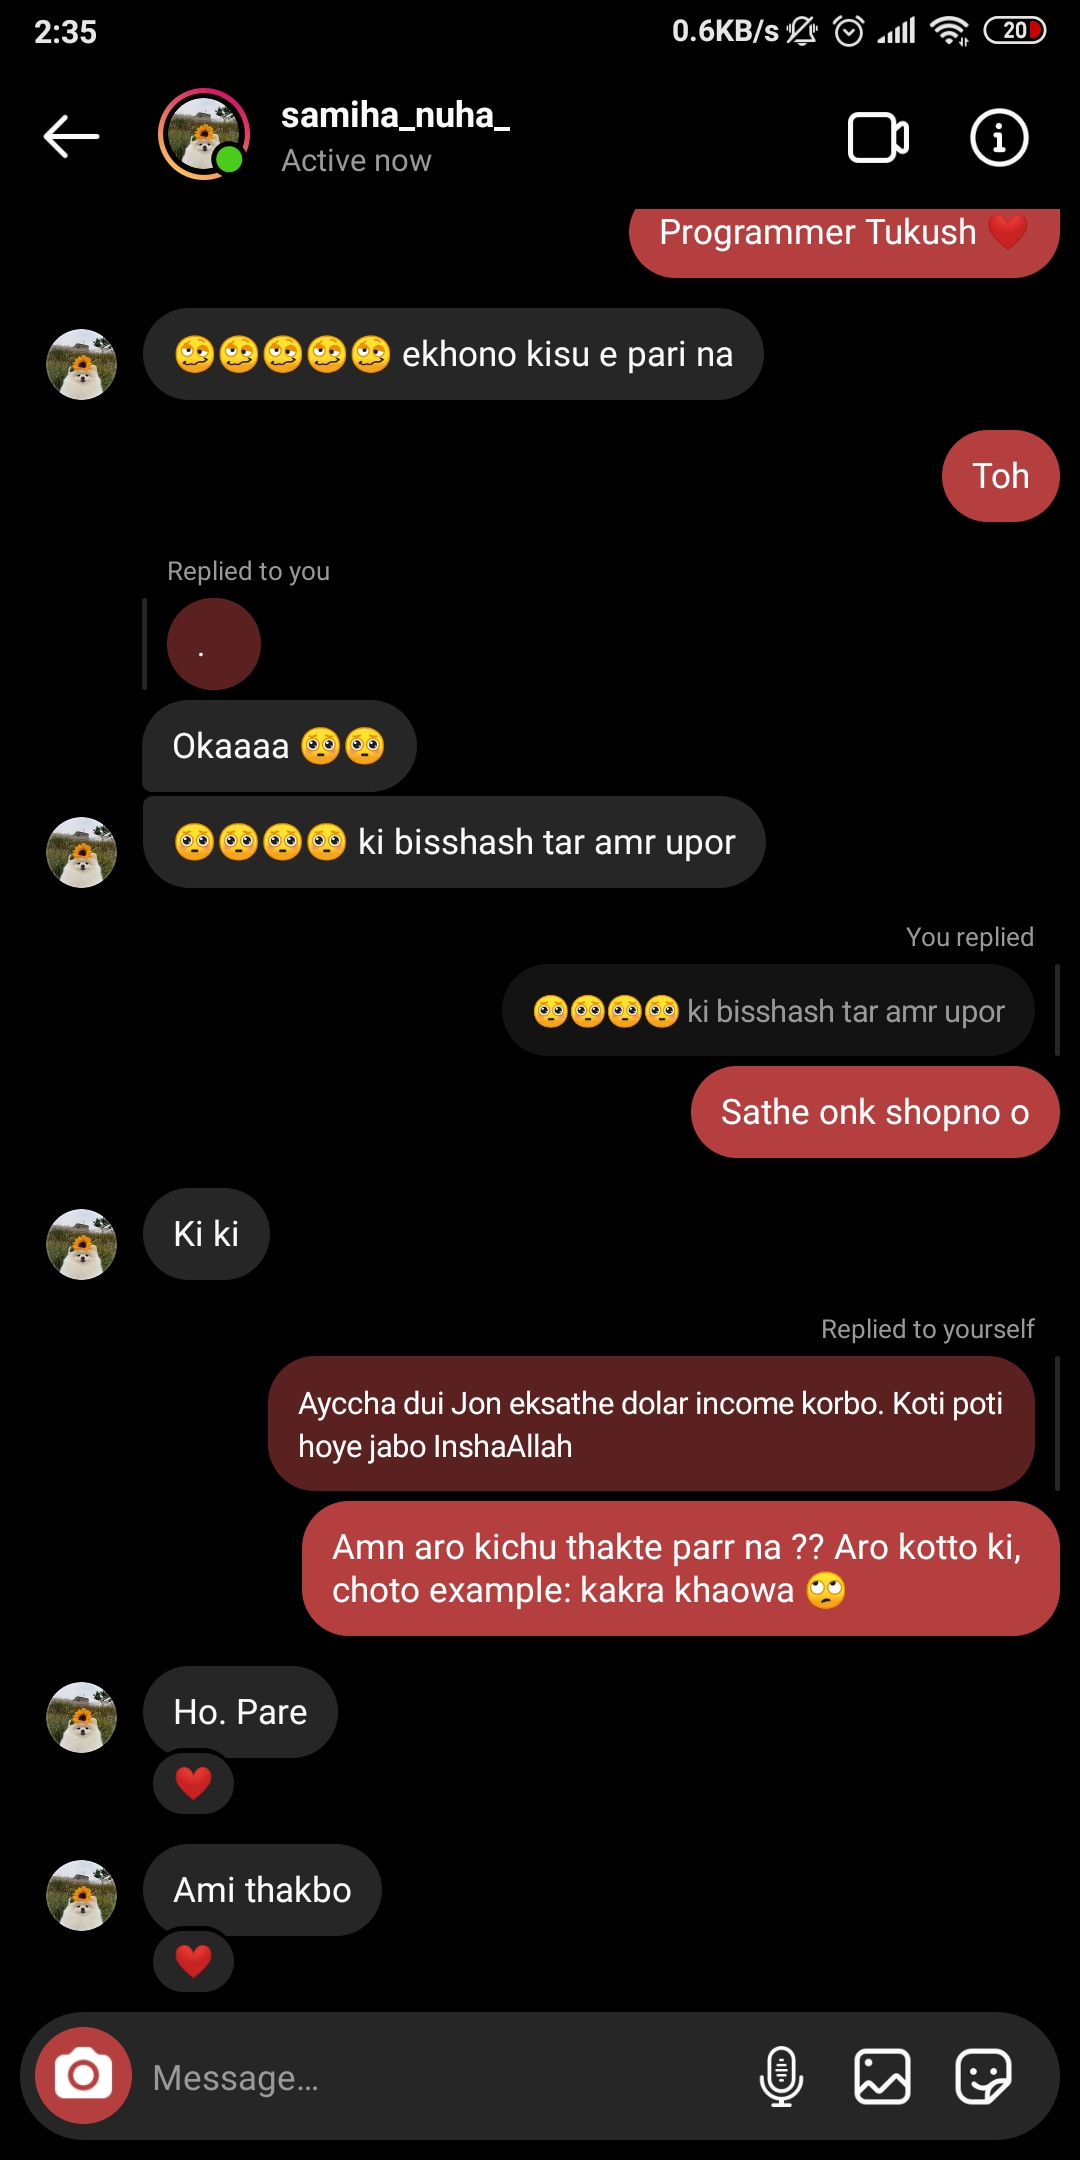 2:35
0.6KB/s
20
samiha_nuha_
Active now
Programmer Tukush ❤️
🥴🥴🥴🥴🥴 ekhono kisu e pari na
Toh
Replied to you
.
Okaaaa 🥺🥺
🥺🥺🥺🥺 ki bisshash tar amr upor
You replied
🥺🥺🥺🥺 ki bisshash tar amr upor
Sathe onk shopno o
Ki ki
Replied to yourself
Ayccha dui Jon eksathe dolar income korbo. Koti poti
hoye jabo InshaAllah
Amn aro kichu thakte parr na ?? Aro kotto ki,
choto example: kakra khaowa 🙄
Ho. Pare
❤️
Ami thakbo
❤️
Message...